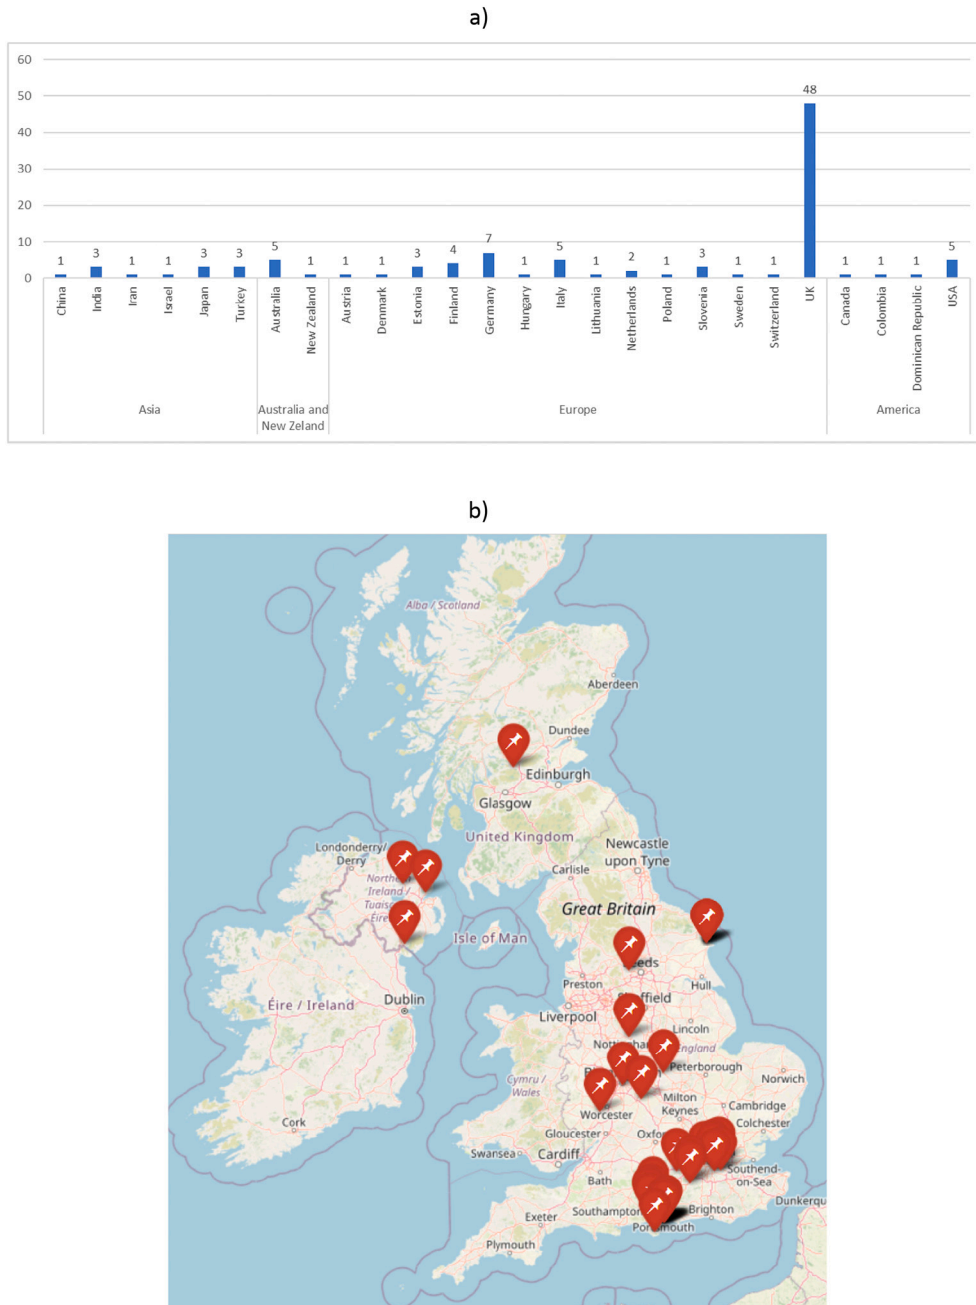 a)
60
50
40
30
20
10
0
1 3 1 1 3 3 5 1 1 1 3 4 7 1 5 1 2 1 3 1 1 48 1 1 1 5
China India Iran Israel Japan Turkey Australia New Zealand Austria Denmark Estonia Finland Germany Hungary Italy Lithuania Netherlands Poland Slovenia Sweden Switzerland UK Canada Colombia Dominican Republic USA
Asia Australia and Europe America
New Zeland
b)
Alba / Scotland
Aberdeen
Dundee
Edinburgh
Glasgow
United Kingdom
Londonderry/
Derry
Newcastle
upon Tyne
Carlisle
Northern
Ireland /
Great Britain
Isle of Man
Preston
Hull
Dublin
Éire / Ireland
Liverpool
Lincoln
England
Peterborough
Cymru /
Wales
Norwich
Milton
Keynes
Worcester
Cambridge
Cork
Gloucester
Colchester
Swansea
Cardiff
Southend-
on-Sea
Bath
Southampton
Brighton
Dunkerqu
Exeter
Portsmouth
Plymouth